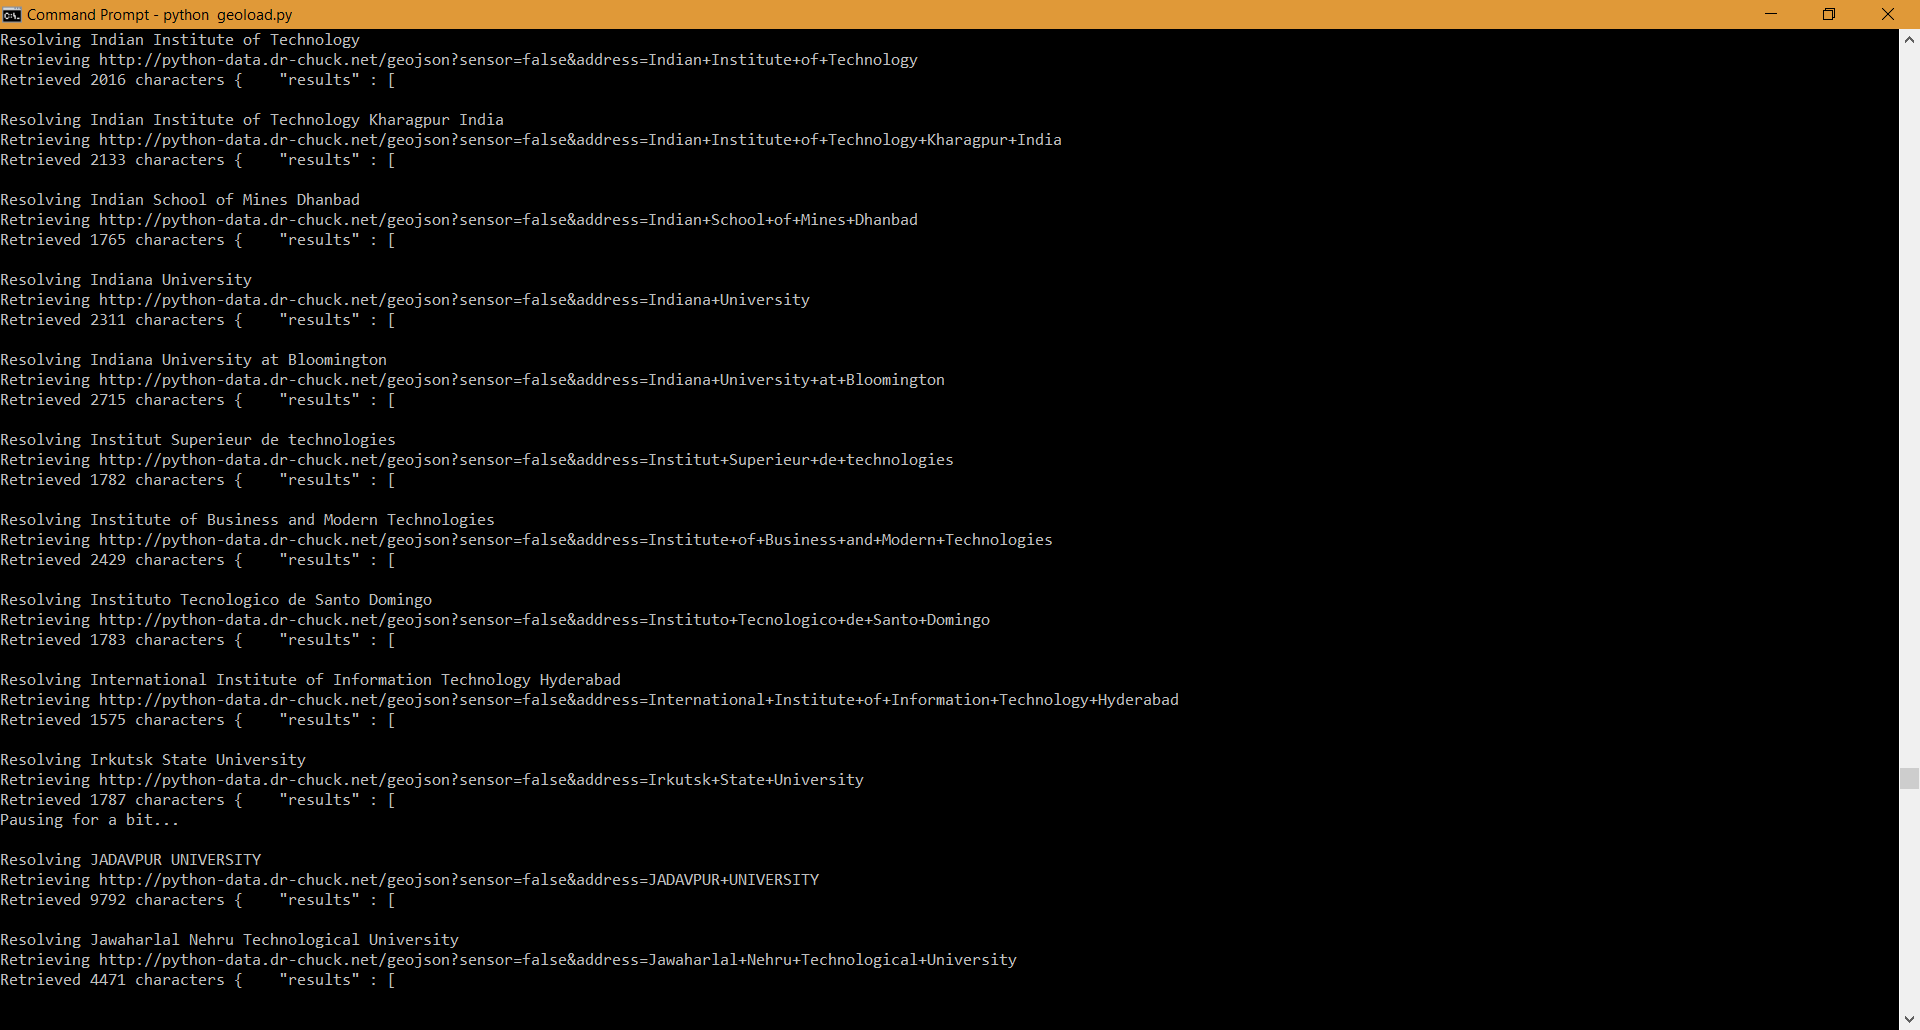 Command Prompt - python  geoload.py
Resolving Indian Institute of Technology
Retrieving http://python-data.dr-chuck.net/geojson?sensor=false&address=Indian+Institute+of+Technology
Retrieved 2016 characters {    "results" : [
Resolving Indian Institute of Technology Kharagpur India
Retrieving http://python-data.dr-chuck.net/geojson?sensor=false&address=Indian+Institute+of+Technology+Kharagpur+India
Retrieved 2133 characters {    "results" : [
Resolving Indian School of Mines Dhanbad
Retrieving http://python-data.dr-chuck.net/geojson?sensor=false&address=Indian+School+of+Mines+Dhanbad
Retrieved 1765 characters {    "results" : [
Resolving Indiana University
Retrieving http://python-data.dr-chuck.net/geojson?sensor=false&address=Indiana+University
Retrieved 2311 characters {    "results" : [
Resolving Indiana University at Bloomington
Retrieving http://python-data.dr-chuck.net/geojson?sensor=false&address=Indiana+University+at+Bloomington
Retrieved 2715 characters {    "results" : [
Resolving Institut Superieur de technologies
Retrieving http://python-data.dr-chuck.net/geojson?sensor=false&address=Institut+Superieur+de+technologies
Retrieved 1782 characters {    "results" : [
Resolving Institute of Business and Modern Technologies
Retrieving http://python-data.dr-chuck.net/geojson?sensor=false&address=Institute+of+Business+and+Modern+Technologies
Retrieved 2429 characters {    "results" : [
Resolving Instituto Tecnologico de Santo Domingo
Retrieving http://python-data.dr-chuck.net/geojson?sensor=false&address=Instituto+Tecnologico+de+Santo+Domingo
Retrieved 1783 characters {    "results" : [
Resolving International Institute of Information Technology Hyderabad
Retrieving http://python-data.dr-chuck.net/geojson?sensor=false&address=International+Institute+of+Information+Technology+Hyderabad
Retrieved 1575 characters {    "results" : [
Resolving Irkutsk State University
Retrieving http://python-data.dr-chuck.net/geojson?sensor=false&address=Irkutsk+State+University
Retrieved 1787 characters {    "results" : [
Pausing for a bit...
Resolving JADAVPUR UNIVERSITY
Retrieving http://python-data.dr-chuck.net/geojson?sensor=false&address=JADAVPUR+UNIVERSITY
Retrieved 9792 characters {    "results" : [
Resolving Jawaharlal Nehru Technological University
Retrieving http://python-data.dr-chuck.net/geojson?sensor=false&address=Jawaharlal+Nehru+Technological+University
Retrieved 4471 characters {    "results" : [